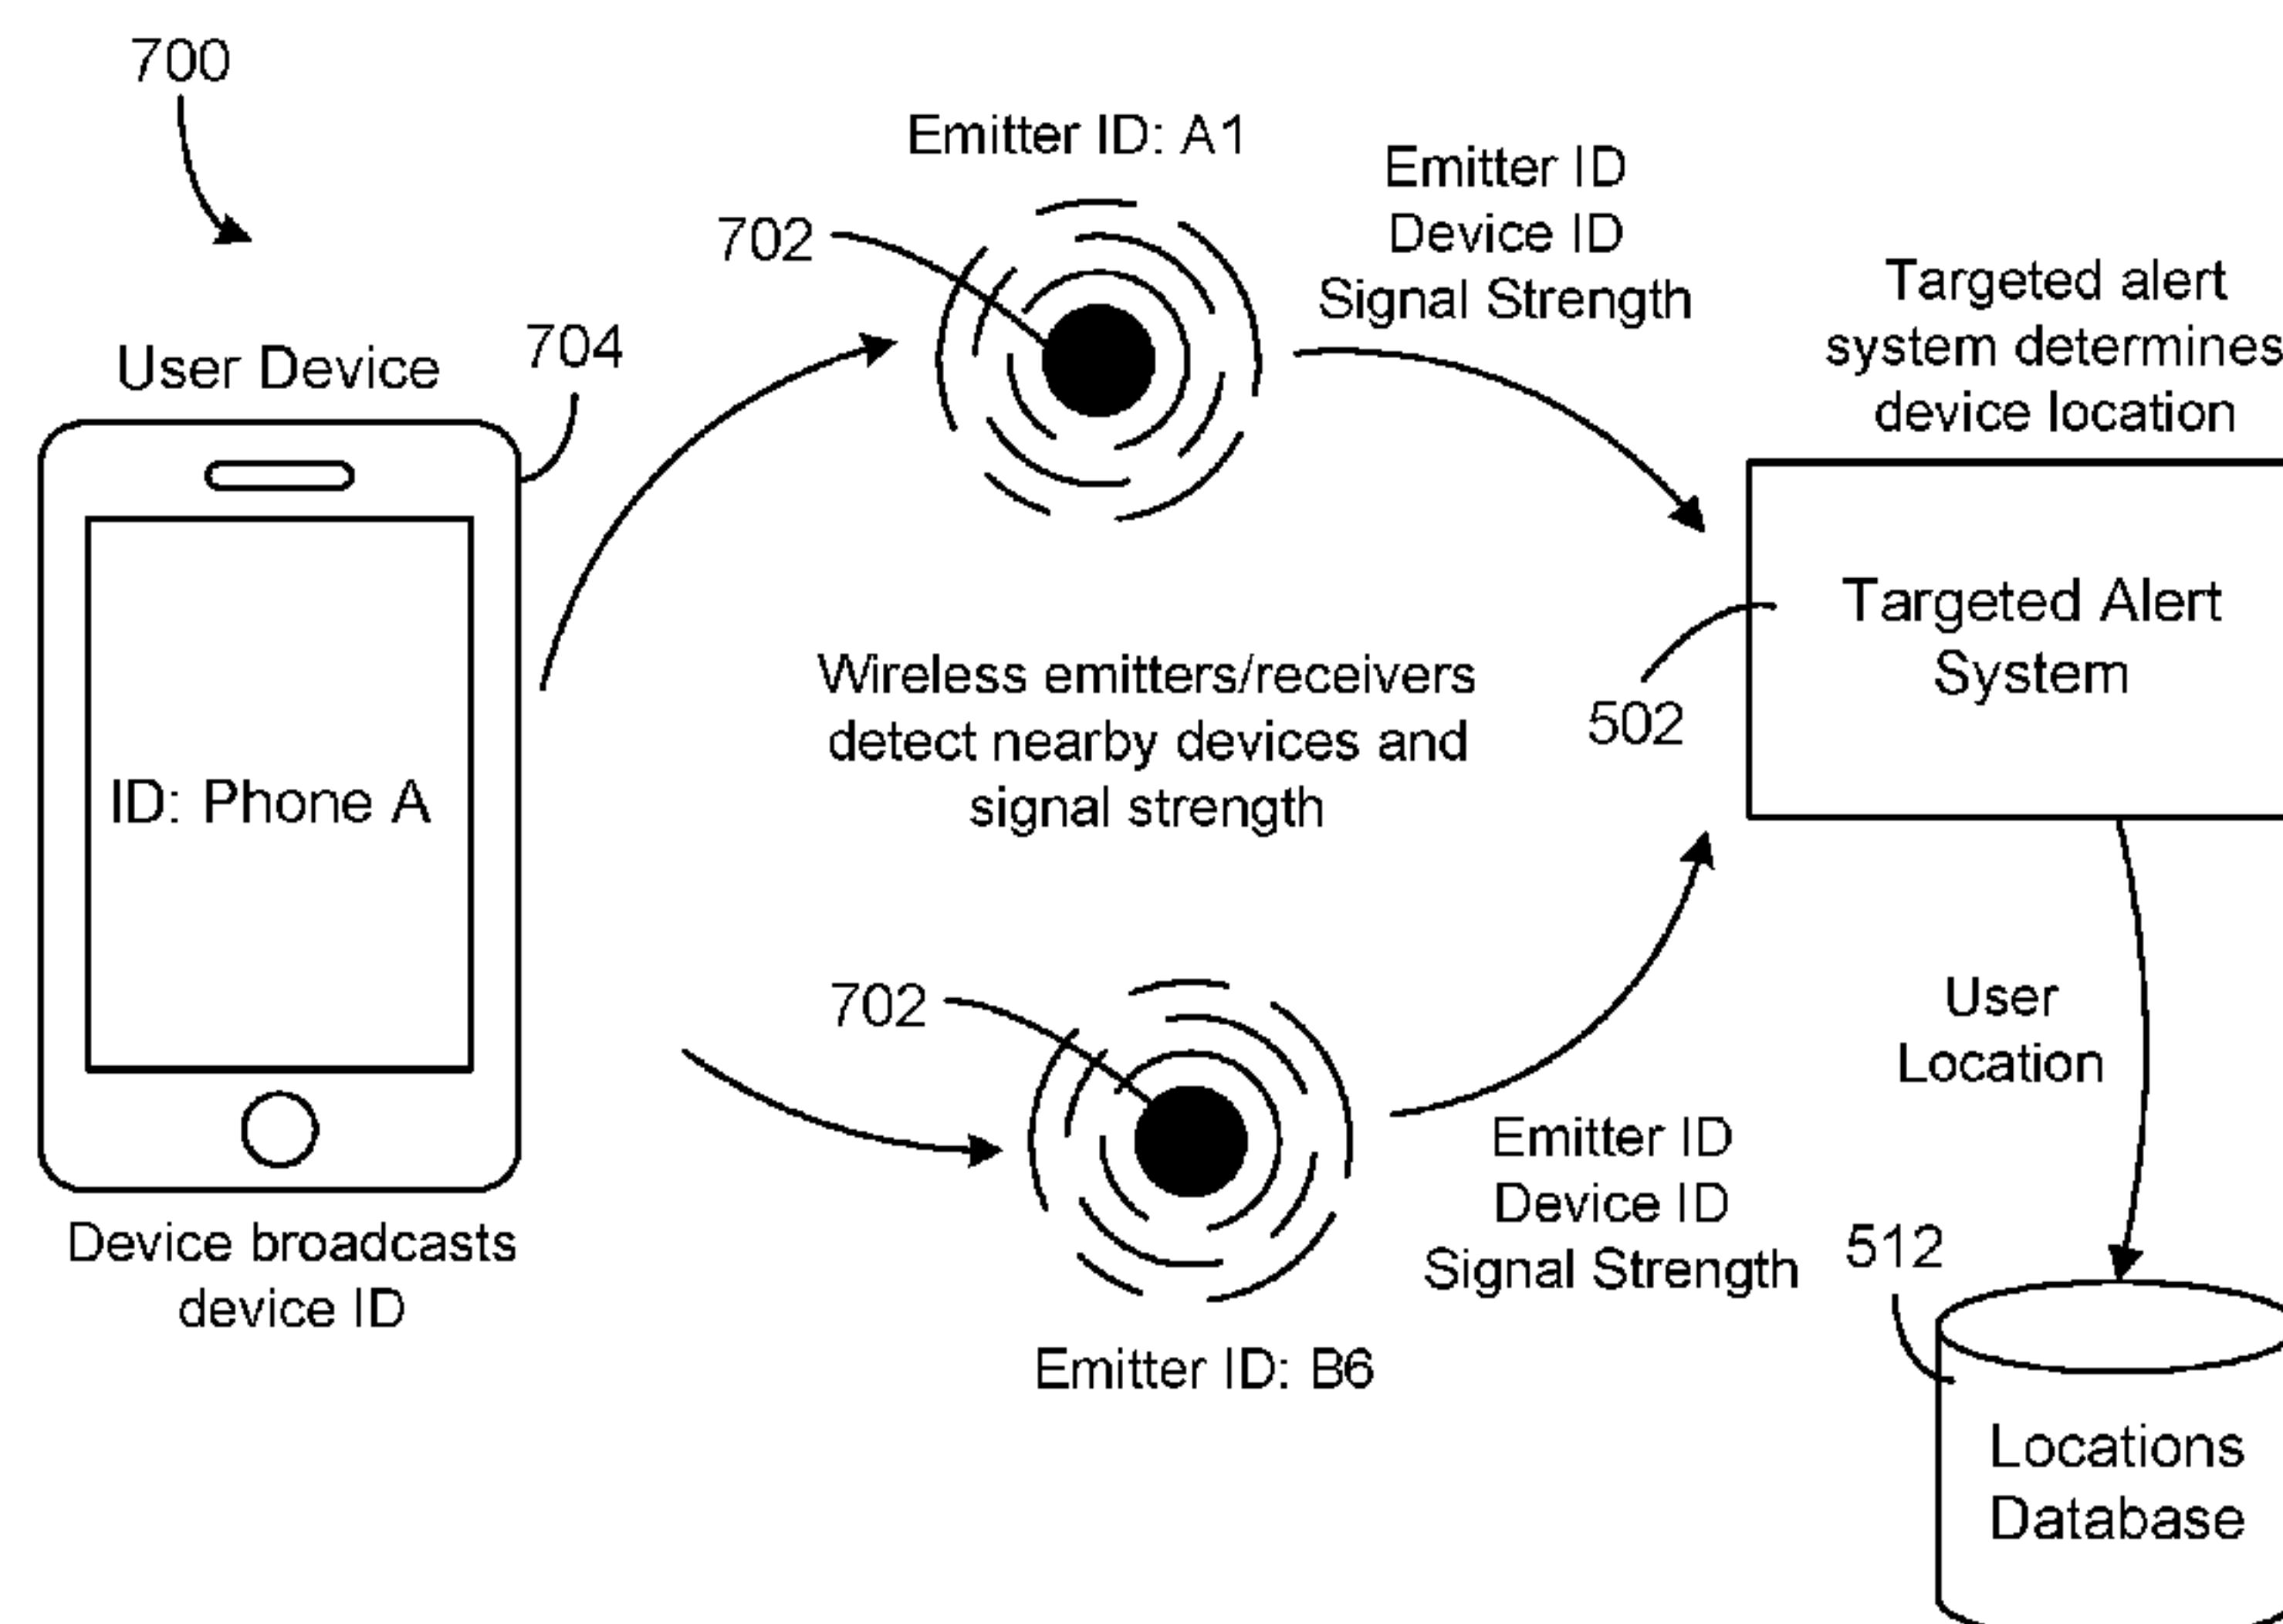 700
Emitter ID: A1
Emitter ID
Device ID
Signal Strength
702
Targeted alert
system determines
device location
User Device
704
Targeted Alert
System
502
Wireless emitters/receivers
detect nearby devices and
signal strength
ID: Phone A
702
User
Location
Emitter ID
Device ID
Signal Strength
Device broadcasts
device ID
512
Emitter ID: B6
Locations
Database